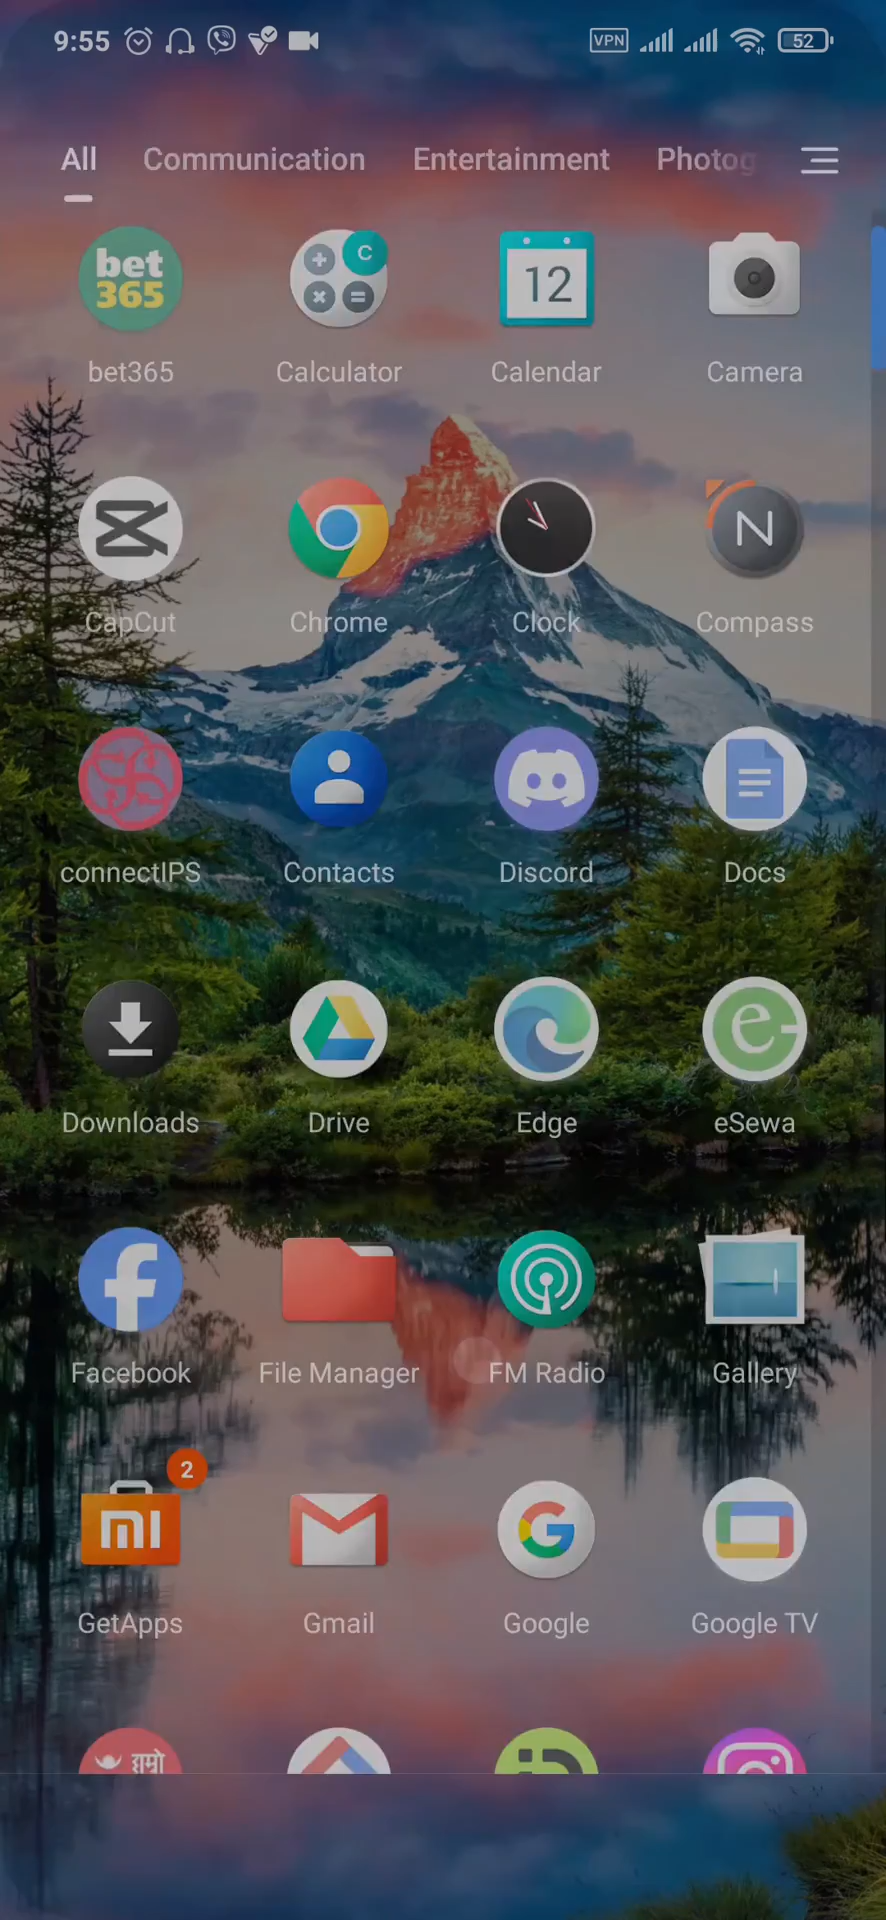 9:55 VPN 52
All Communication Entertainment Photog
bet
365
C
12
bet365 Calculator Calendar Camera
N
CapCut Chrome Clock Compass
connectIPS Contacts Discord Docs
e
Downloads Drive Edge eSewa
f
Facebook File Manager FM Radio Gallery
2
mi
G
GetApps Gmail Google Google TV
हाम्रो